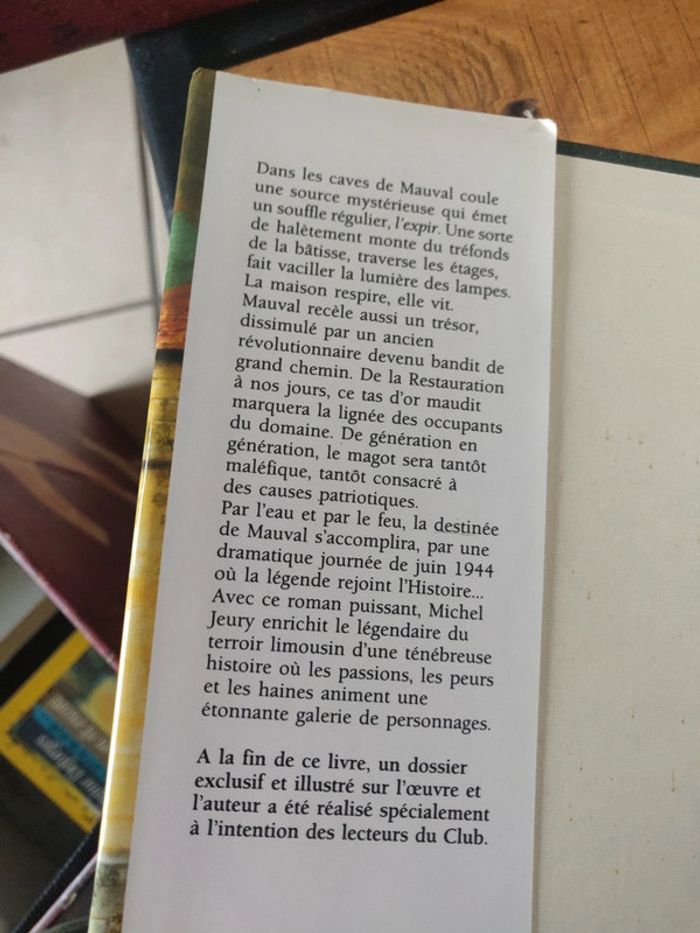 Dans les caves de Mauval coule
une source mystérieuse qui émet
un souffle régulier, l'expir. Une sorte
de halètement monte du tréfonds
de la bâtisse, traverse les étages,
fait vaciller la lumière des lampes.
La maison respire, elle vit.
Mauval recèle aussi un trésor,
dissimulé par un ancien
révolutionnaire devenu bandit de
grand chemin. De la Restauration
à nos jours, ce tas d'or maudit
marquera la lignée des occupants
du domaine. De génération en
génération, le magot sera tantôt
maléfique, tantôt consacré à
des causes patriotiques.
Par l'eau et par le feu, la destinée
de Mauval s'accomplira, par une
dramatique journée de juin 1944
où la légende rejoint l'Histoire...
Avec ce roman puissant, Michel
Jeury enrichit le légendaire du
terroir limousin d'une ténébreuse
histoire où les passions, les peurs
et les haines animent une
étonnante galerie de personnages.
A la fin de ce livre, un dossier
exclusif et illustré sur l'œuvre et
l'auteur a été réalisé spécialement
à l'intention des lecteurs du Club.